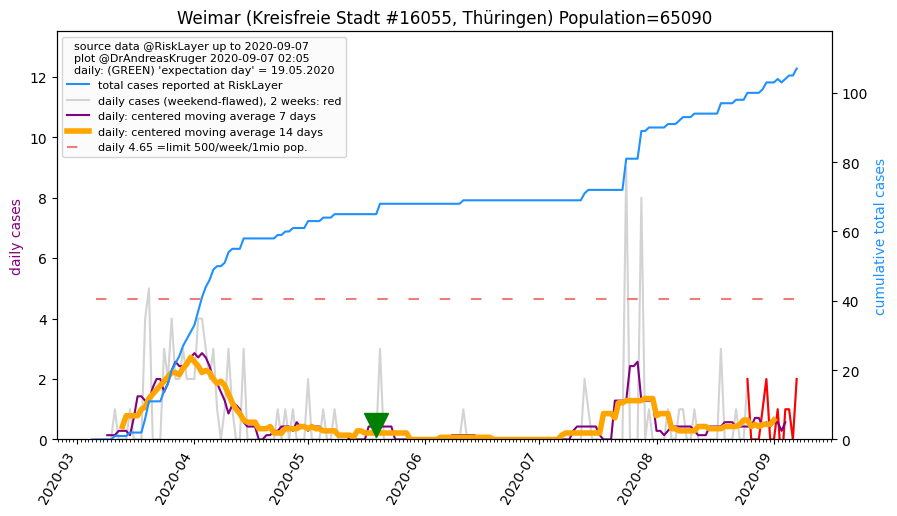 Weimar (Kreisfreie Stadt #16055, Thüringen) Population=65090
source data @RiskLayer up to 2020-09-07
plot @DrAndreasKruger 2020-09-07 02:05
daily: (GREEN) 'expectation day' = 19.05.2020
total cases reported at RiskLayer
daily cases (weekend-flawed), 2 weeks: red
daily: centered moving average 7 days
daily: centered moving average 14 days
daily 4.65 =limit 500/week/1mio pop.
daily cases
12
10
8
6
4
2
0
100
80
60
40
20
0
cumulative total cases
2020-03
2020-04
2020-05
2020-06
2020-07
2020-08
2020-09